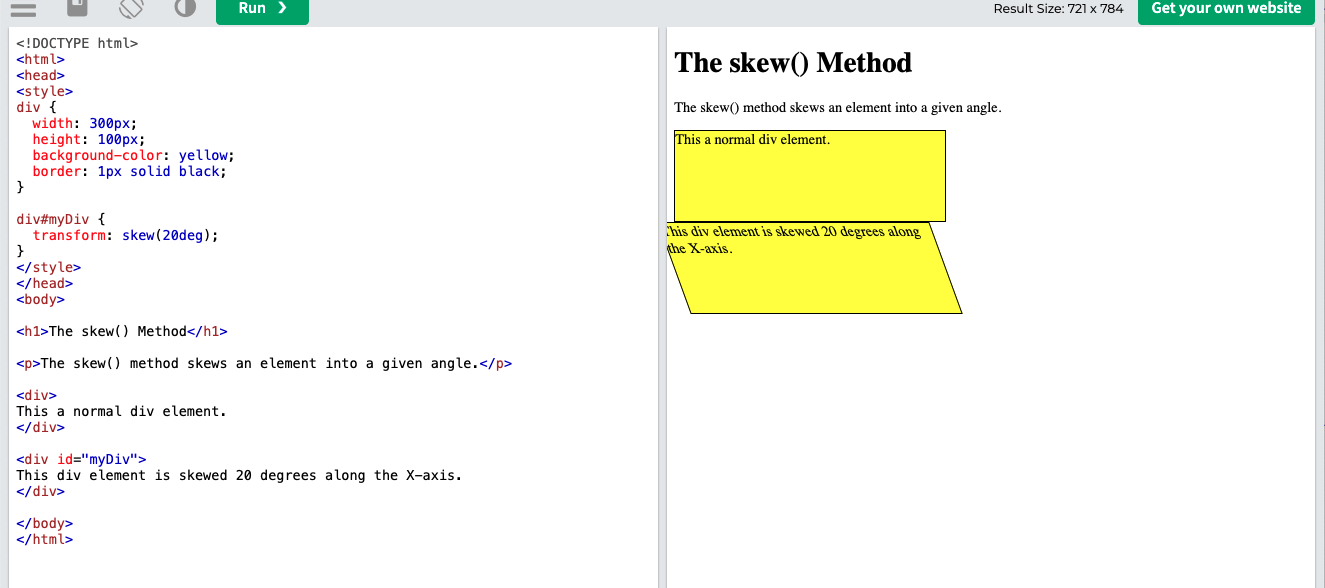 Run ❯
Result Size: 721 x 784
Get your own website
<!DOCTYPE html>
<html>
<head>
<style>
div {
  width: 300px;
  height: 100px;
  background-color: yellow;
  border: 1px solid black;
}

div#myDiv {
  transform: skew(20deg);
}
</style>
</head>
<body>

<h1>The skew() Method</h1>

<p>The skew() method skews an element into a given angle.</p>

<div>
This a normal div element.
</div>

<div id="myDiv">
This div element is skewed 20 degrees along the X-axis.
</div>

</body>
</html>
The skew() Method
The skew() method skews an element into a given angle.
This a normal div element.
This div element is skewed 20 degrees along
the X-axis.